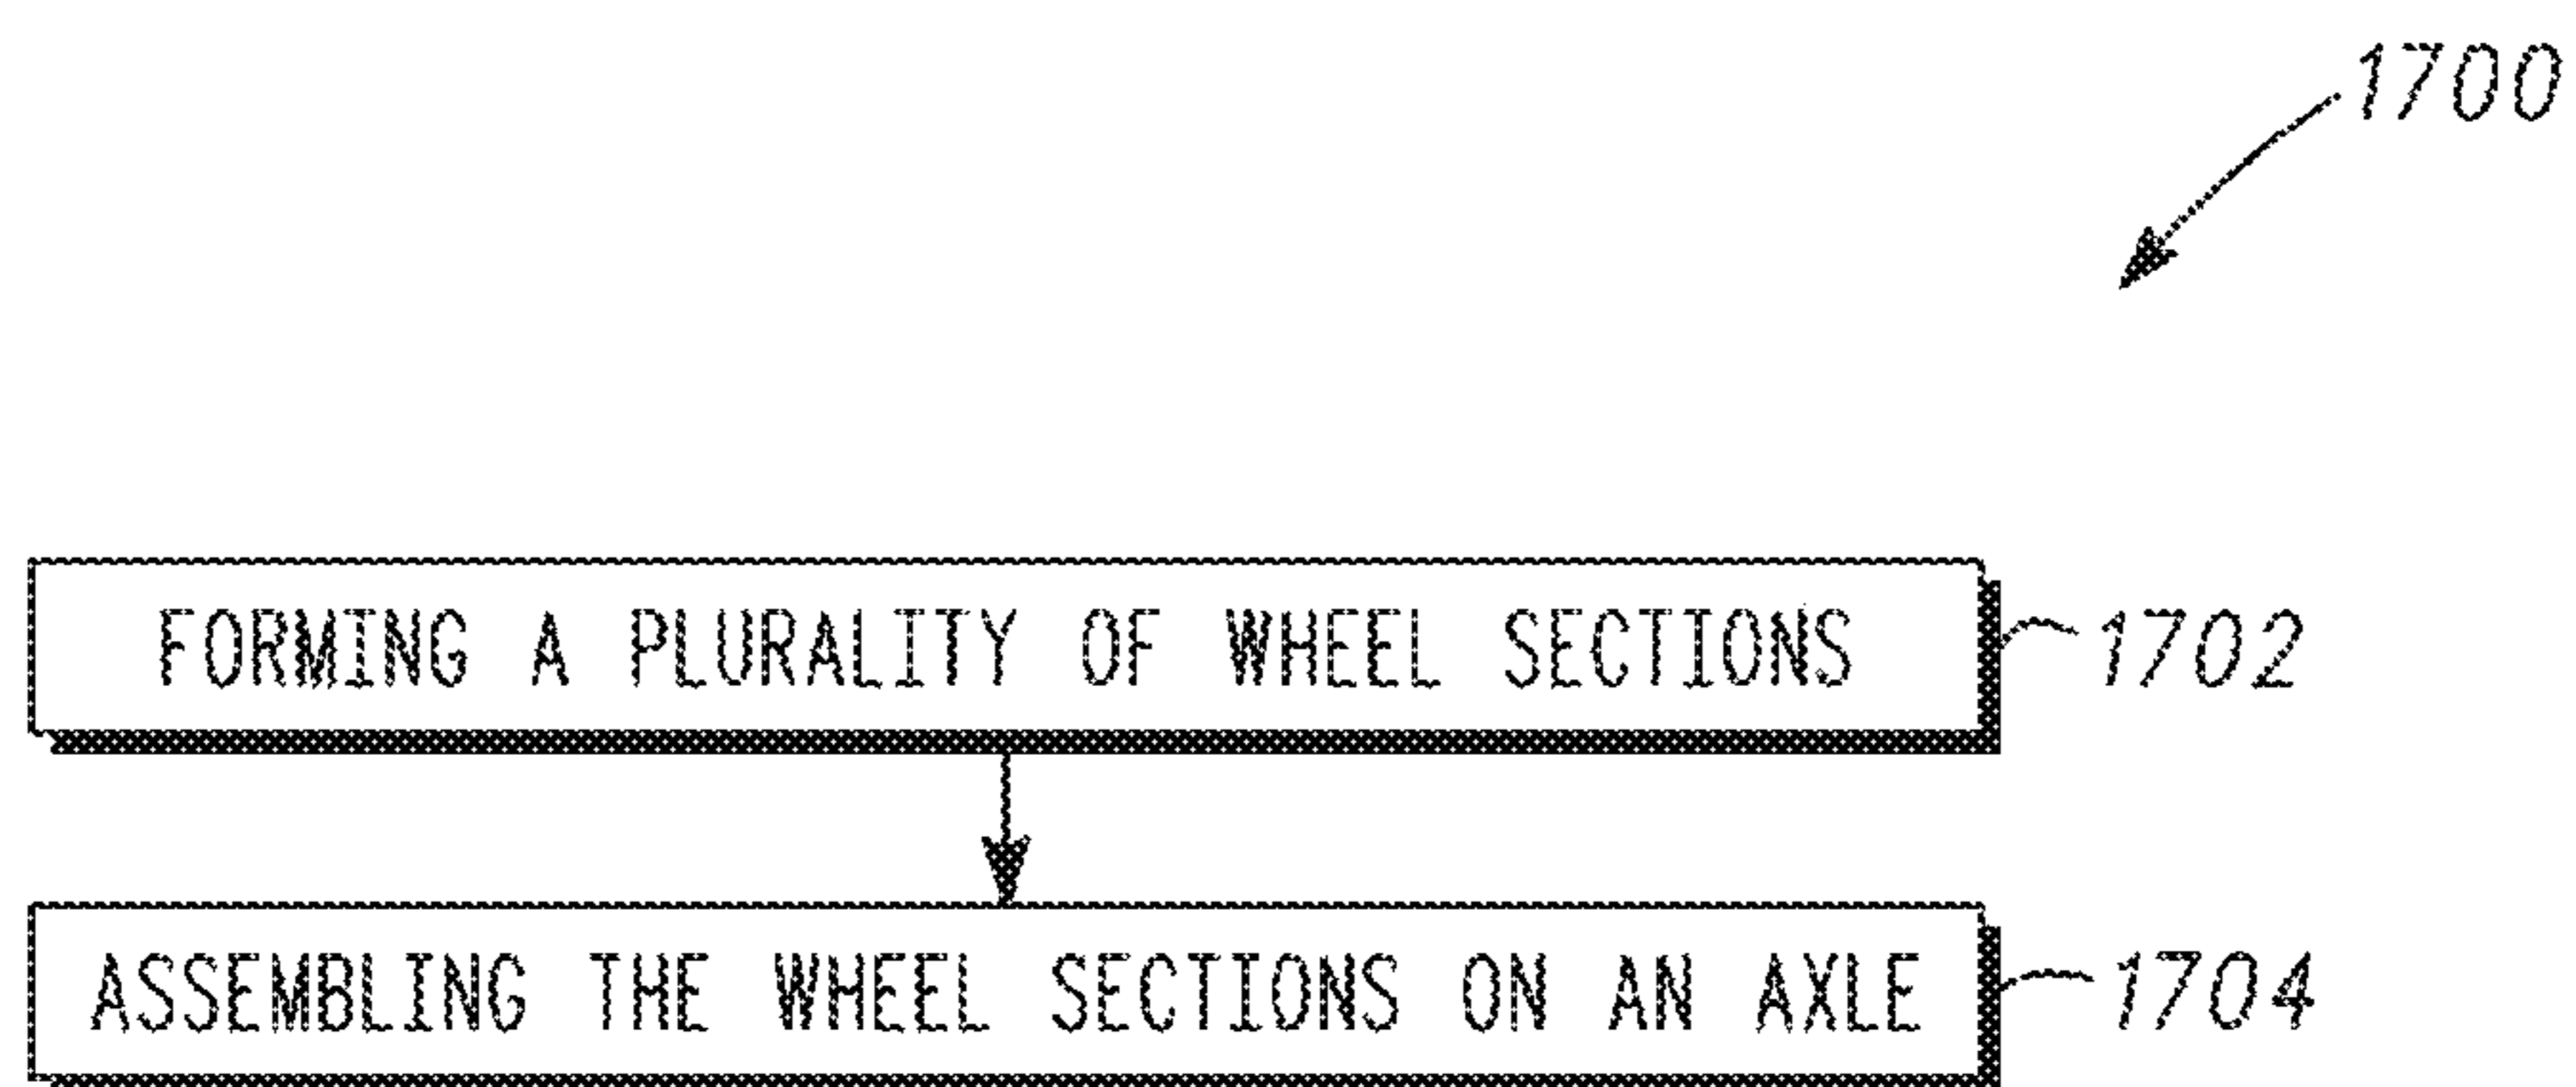 1700
FORMING A PLURALITY OF WHEEL SECTIONS 1702
ASSEMBLING THE WHEEL SECTIONS ON AN AXLE 1704